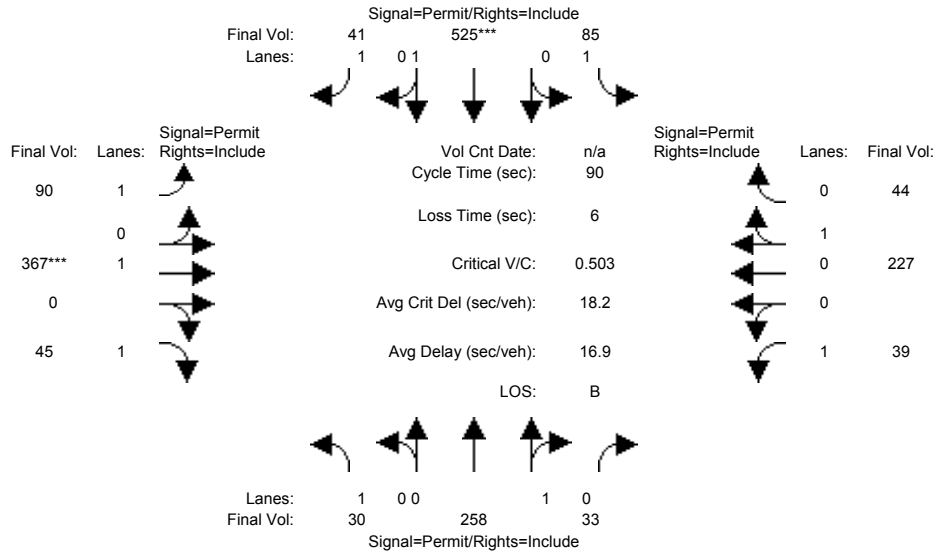 Signal=Permit/Rights=Include
Final Vol: 41 525*** 85
Lanes: 1 0 1 0 1
Signal=Permit Signal=Permit
Final Vol: Lanes: Rights=Include Vol Cnt Date: n/a Rights=Include Lanes: Final Vol:
Cycle Time (sec): 90
90 1 0 44
Loss Time (sec): 6
0 1
367*** 1 Critical V/C: 0.503 0 227
0 Avg Crit Del (sec/veh): 18.2 0
45 1 Avg Delay (sec/veh): 16.9 1 39
LOS: B
Lanes: 1 0 0 1 0
Final Vol: 30 258 33
Signal=Permit/Rights=Include